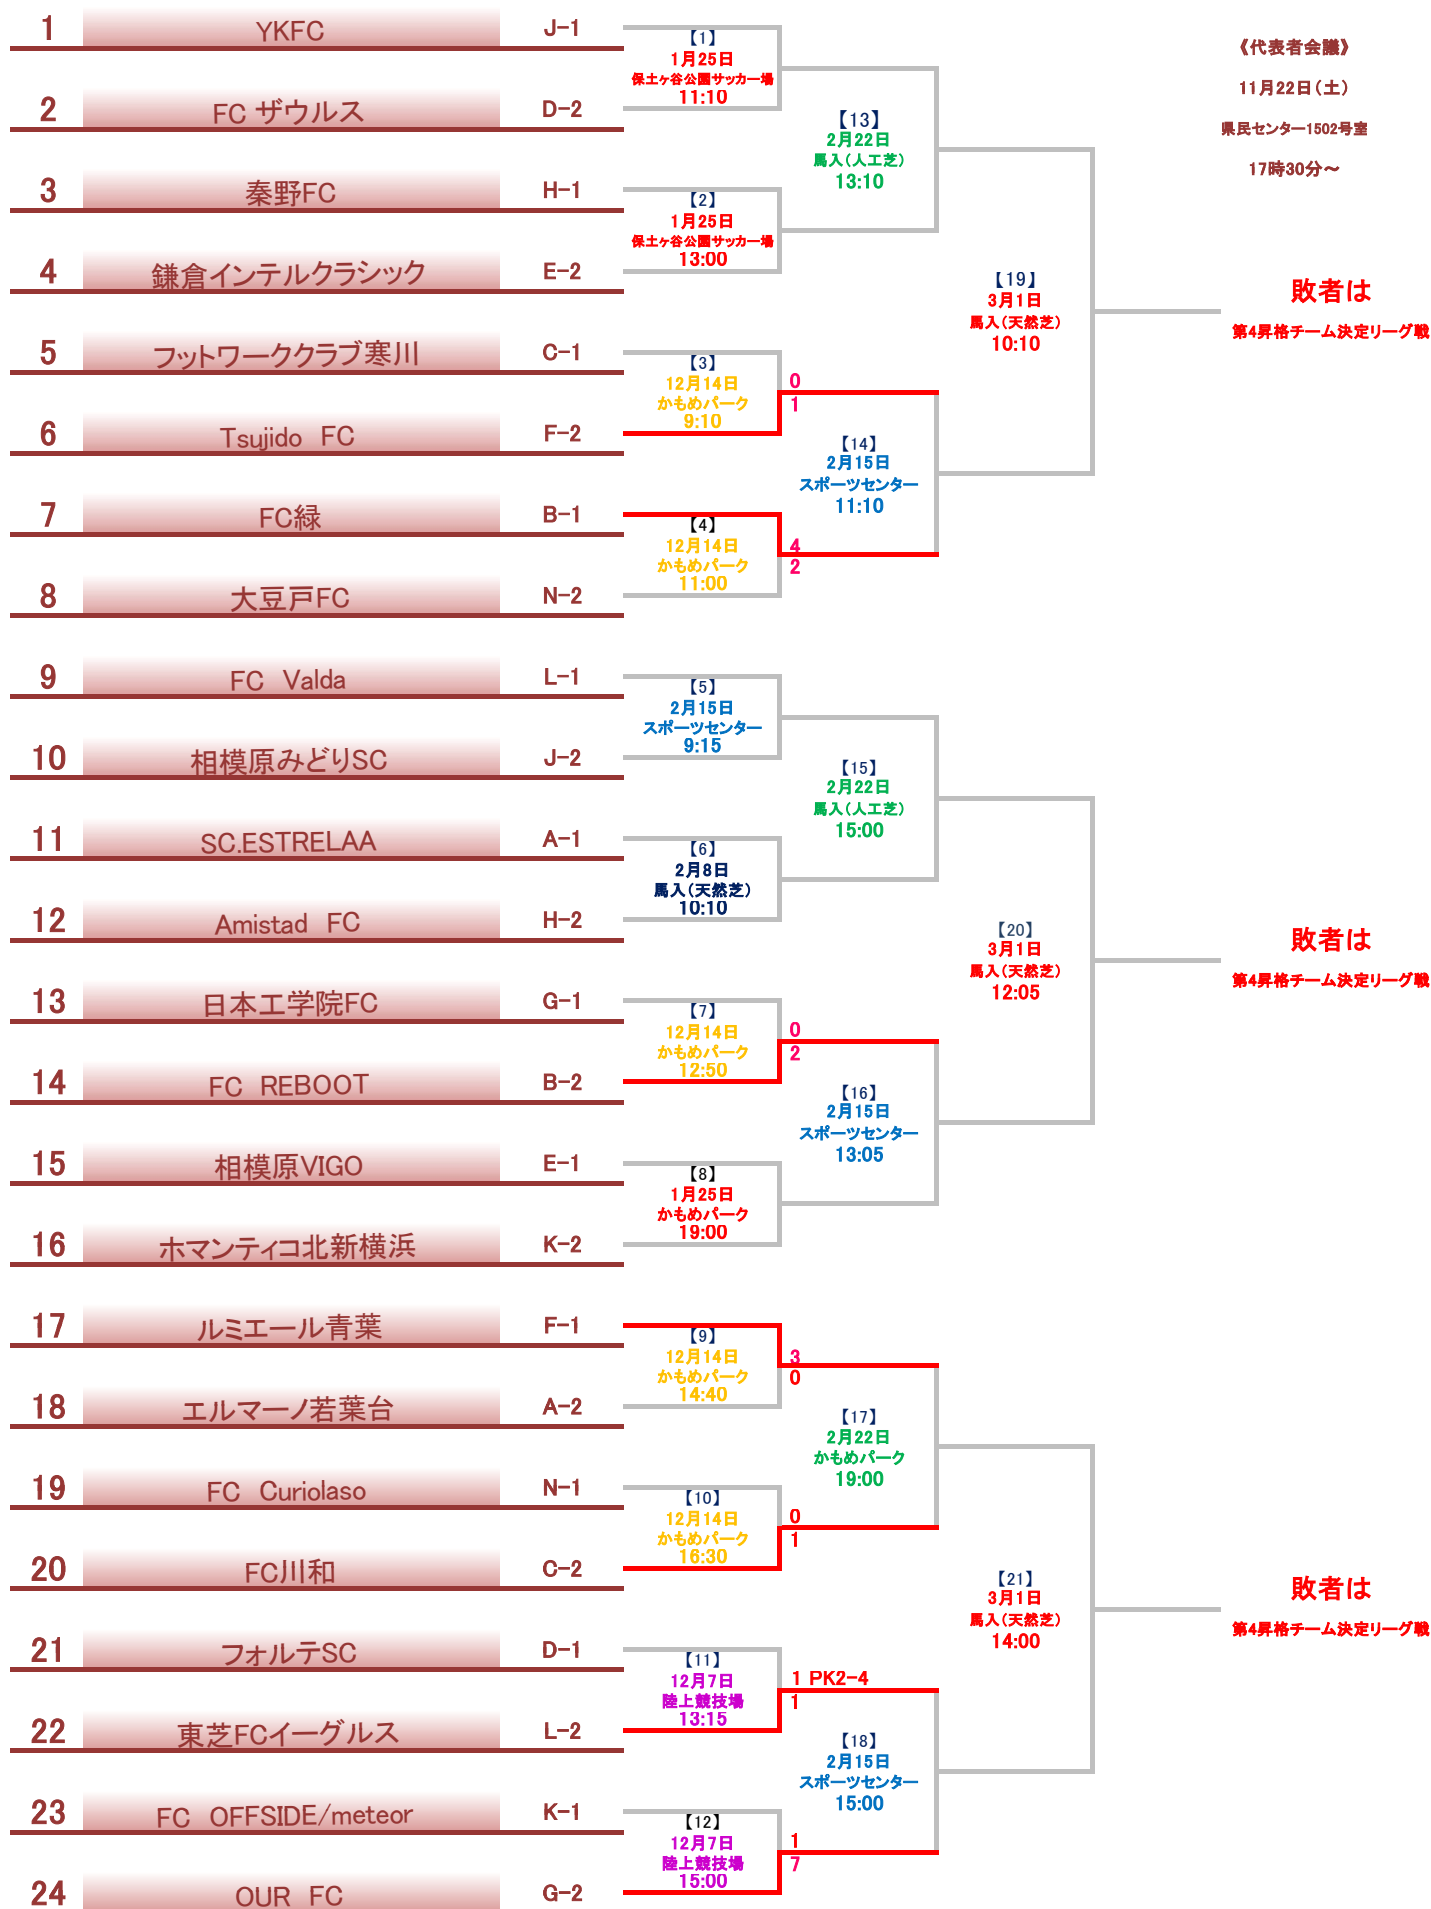 1 YKFC J-1
【1】
1月25日
保土ヶ谷公園サッカー場
11:10
2 FC ザウルス D-2
《代表者会議》
11月22日(土)
県民センター1502号室
17時30分~
【13】
2月22日
馬入(人工芝)
13:10
3 秦野FC H-1
【2】
1月25日
保土ヶ谷公園サッカー場
13:00
4 鎌倉インテルクラシック E-2
【19】
3月1日
馬入(天然芝)
10:10
敗者は
第4昇格チーム決定リーグ戦
5 フットワーククラブ寒川 C-1
【3】
12月14日
かもめパーク
9:10
0
1
6 Tsujido FC F-2
【14】
2月15日
スポーツセンター
11:10
7 FC緑 B-1
【4】
12月14日
かもめパーク
11:00
4
2
8 大豆戸FC N-2
9 FC Valda L-1
【5】
2月15日
スポーツセンター
9:15
10 相模原みどりSC J-2
【15】
2月22日
馬入(人工芝)
15:00
11 SC.ESTRELAA A-1
【6】
2月8日
馬入(天然芝)
10:10
12 Amistad FC H-2
【20】
3月1日
馬入(天然芝)
12:05
敗者は
第4昇格チーム決定リーグ戦
13 日本工学院FC G-1
【7】
12月14日
かもめパーク
12:50
0
2
14 FC REBOOT B-2
【16】
2月15日
スポーツセンター
13:05
15 相模原VIGO E-1
【8】
1月25日
かもめパーク
19:00
16 ホマンティコ北新横浜 K-2
17 ルミエール青葉 F-1
【9】
12月14日
かもめパーク
14:40
3
0
18 エルマーノ若葉台 A-2
【17】
2月22日
かもめパーク
19:00
19 FC Curiolaso N-1
【10】
12月14日
かもめパーク
16:30
0
1
20 FC川和 C-2
【21】
3月1日
馬入(天然芝)
14:00
敗者は
第4昇格チーム決定リーグ戦
21 フォルテSC D-1
【11】
12月7日
陸上競技場
13:15
1 PK2-4
1
22 東芝FCイーグルス L-2
【18】
2月15日
スポーツセンター
15:00
23 FC OFFSIDE/meteor K-1
【12】
12月7日
陸上競技場
15:00
1
7
24 OUR FC G-2